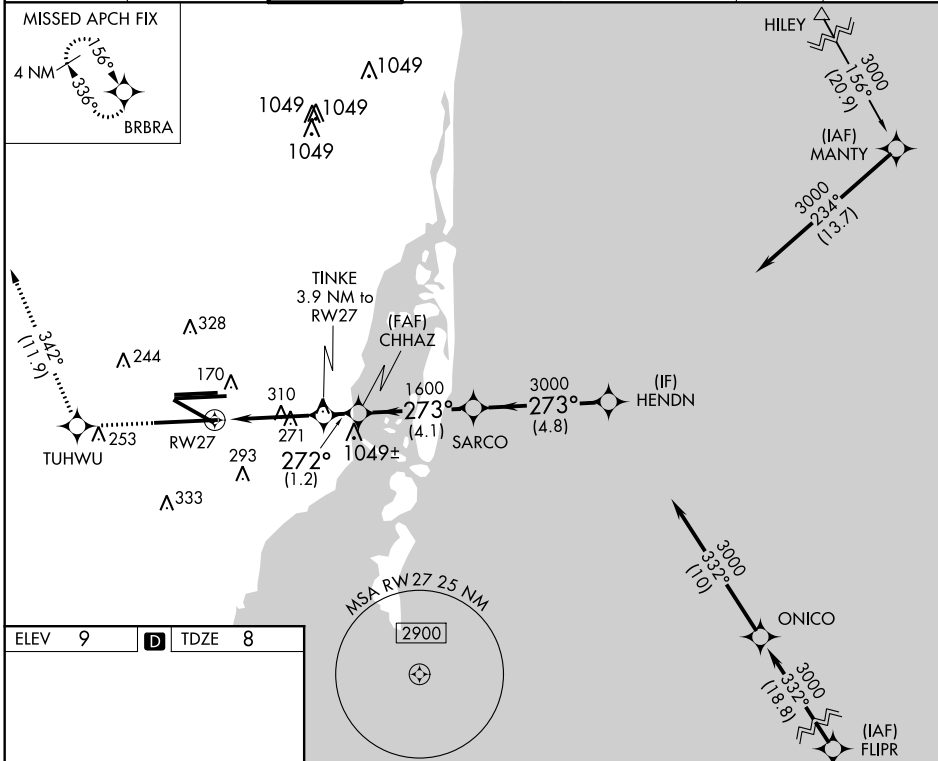 MISSED APCH FIX
4 NM
156°
336°
BRBRA
1049
1049
1049
1049
HILEY
3000
156°
(20.9)
(IAF)
MANTY
3000
234°
(13.7)
TINKE
3.9 NM to
RW27
(FAF)
CHHAZ
342°
(11.9)
328
244
170
310
271
253
293
333
TUHWU
RW27
272°
(1.2)
1049±
1600
273°
(4.1)
SARCO
3000
273°
(4.8)
(IF)
HENDN
3000
332°
(10)
ONICO
3000
332°
(18.8)
(IAF)
FLIPR
MSA RW27 25 NM
2900
ELEV 9 D TDZE 8